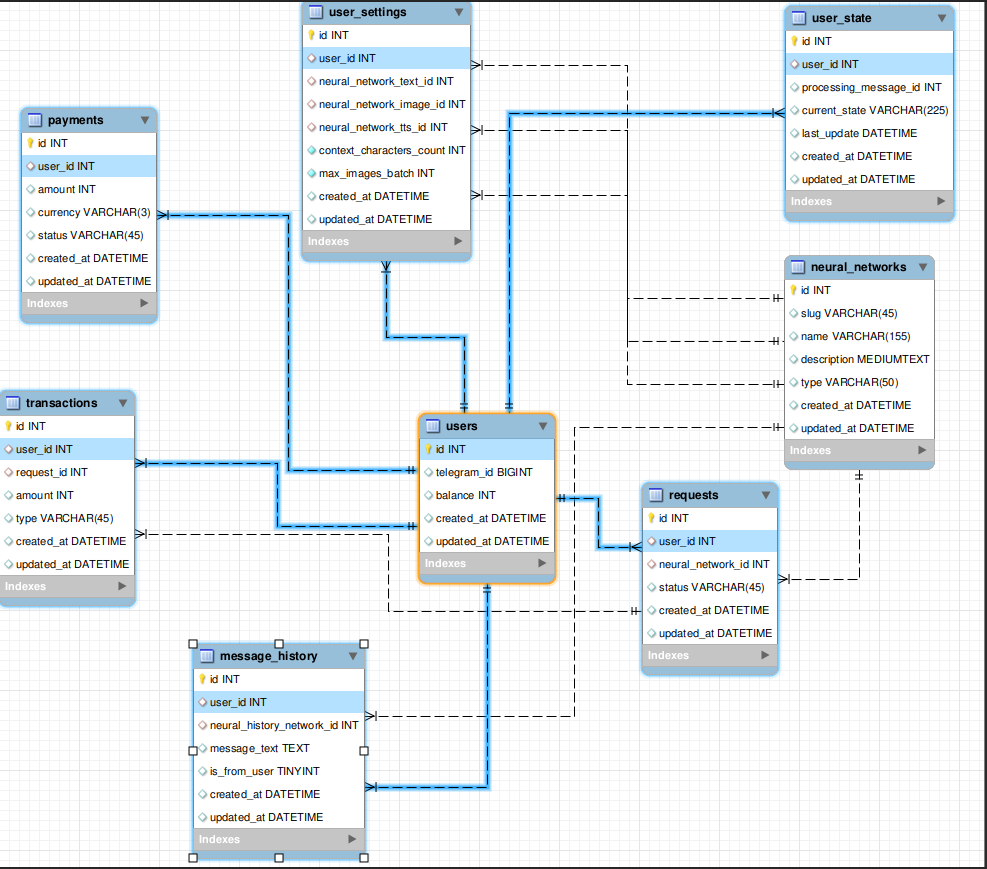 user_settings
id INT
user_id INT
neural_network_text_id INT
neural_network_image_id INT
neural_network_tts_id INT
context_characters_count INT
max_images_batch INT
created_at DATETIME
updated_at DATETIME
Indexes
user_state
id INT
user_id INT
processing_message_id INT
current_state VARCHAR(225)
last_update DATETIME
created_at DATETIME
updated_at DATETIME
Indexes
payments
id INT
user_id INT
amount INT
currency VARCHAR(3)
status VARCHAR(45)
created_at DATETIME
updated_at DATETIME
Indexes
neural_networks
id INT
slug VARCHAR(45)
name VARCHAR(155)
description MEDIUMTEXT
type VARCHAR(50)
created_at DATETIME
updated_at DATETIME
Indexes
transactions
id INT
user_id INT
request_id INT
amount INT
type VARCHAR(45)
created_at DATETIME
updated_at DATETIME
Indexes
users
id INT
telegram_id BIGINT
balance INT
created_at DATETIME
updated_at DATETIME
Indexes
requests
id INT
user_id INT
neural_network_id INT
status VARCHAR(45)
created_at DATETIME
updated_at DATETIME
Indexes
message_history
id INT
user_id INT
neural_history_network_id INT
message_text TEXT
is_from_user TINYINT
created_at DATETIME
updated_at DATETIME
Indexes